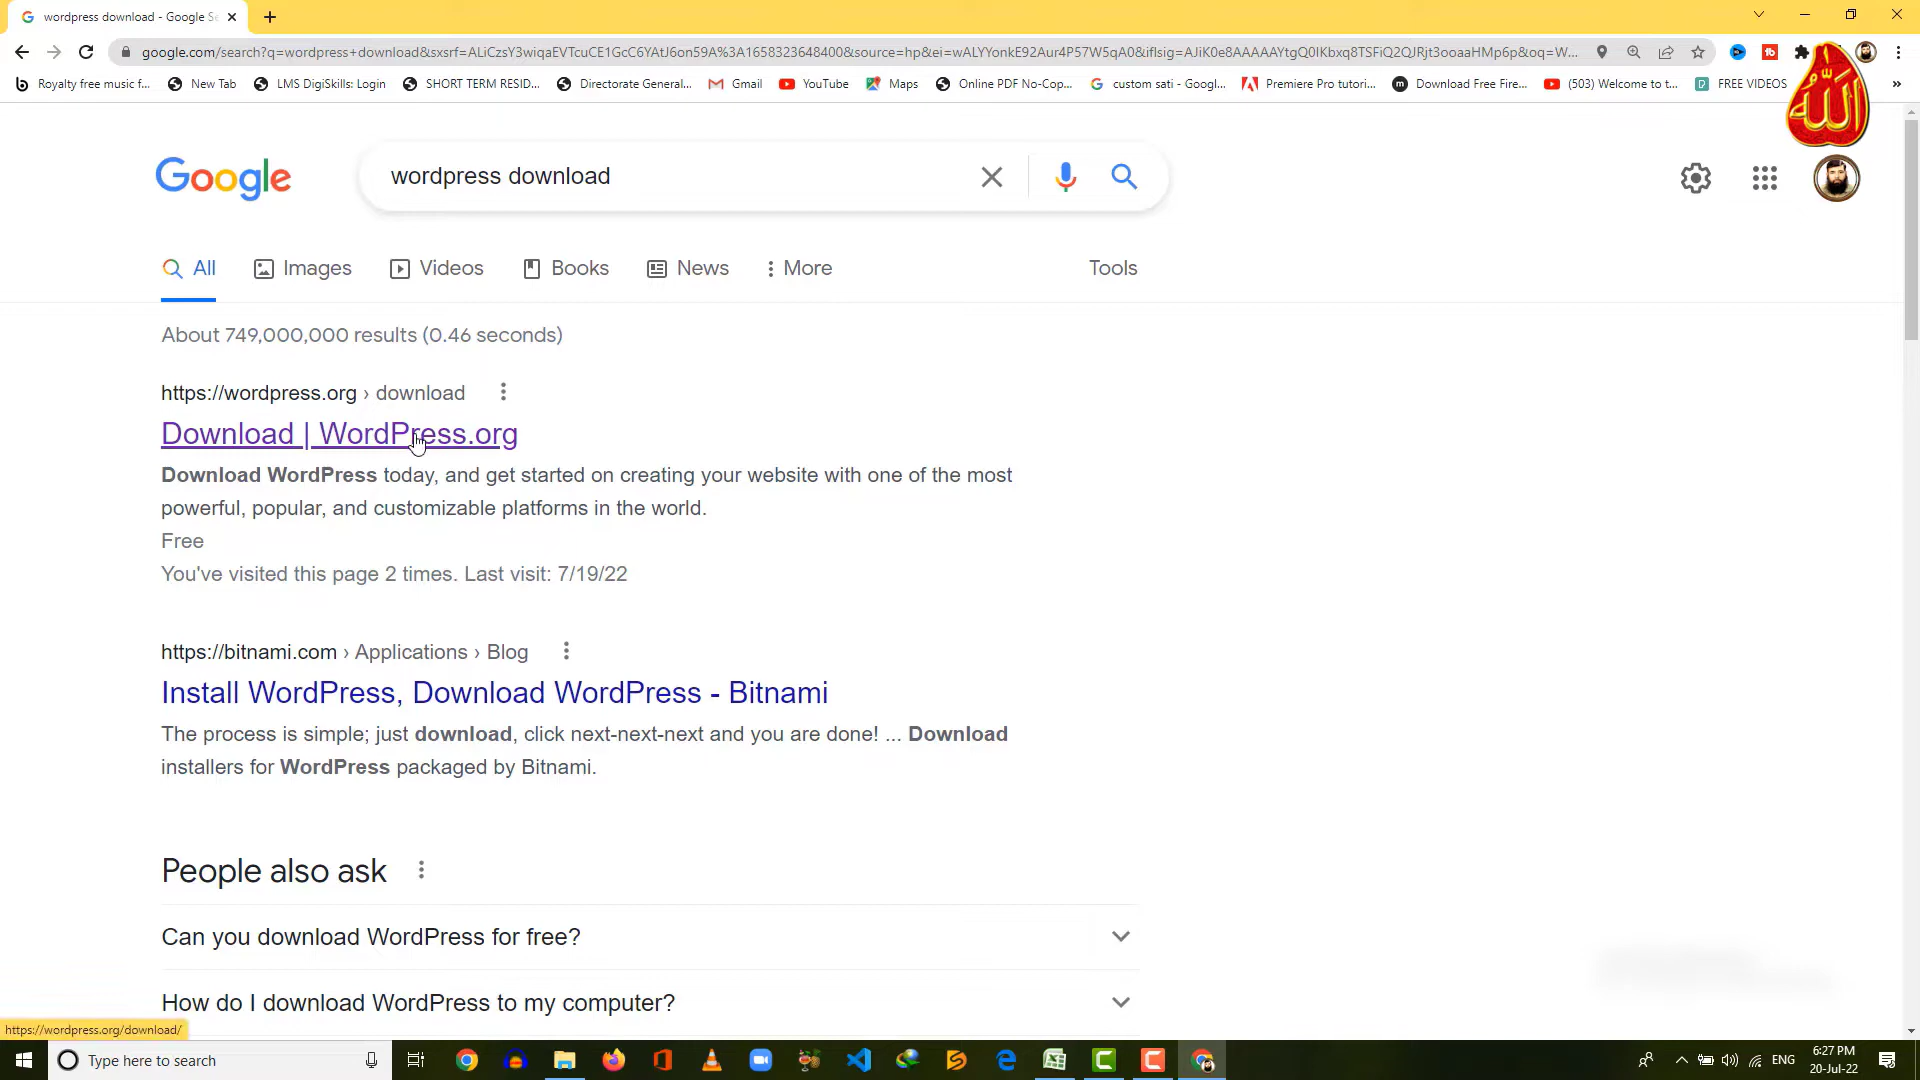 wordpress download - Google Se
google.com/search?q=wordpress+download&sxsrf=ALiCzsY3wiqaEVTcuCE1GcC6YAtJ6on59A%3A1658323648400&source=hp&ei=wALYYonkE92Aur4P57W5qA0&iflsig=AJiK0e8AAAAAYtgQ0IKbxq8TSFiQ2QJRjt3ooaaHMp6p&oq=W...
Royalty free music f... New Tab LMS DigiSkills: Login SHORT TERM RESID... Directorate General... Gmail YouTube Maps Online PDF No-Cop... custom sati - Googl... Premiere Pro tutori... Download Free Fire... (503) Welcome to t... FREE VIDEOS »
الله
Google wordpress download
All Images Videos Books News More Tools
About 749,000,000 results (0.46 seconds)
https://wordpress.org › download
Download | WordPress.org
Download WordPress today, and get started on creating your website with one of the most
powerful, popular, and customizable platforms in the world.
Free
You've visited this page 2 times. Last visit: 7/19/22
https://bitnami.com › Applications › Blog
Install WordPress, Download WordPress - Bitnami
The process is simple; just download, click next-next-next and you are done! ... Download
installers for WordPress packaged by Bitnami.
People also ask
Can you download WordPress for free?
How do I download WordPress to my computer?
https://wordpress.org/download/
Type here to search
ENG
6:27 PM
20-Jul-22